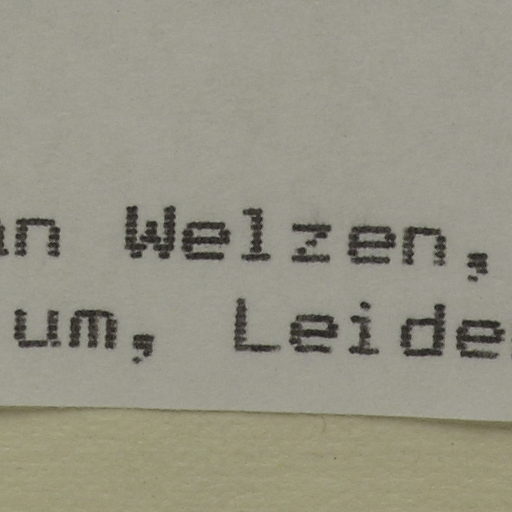 an Welzen,
um, Leide